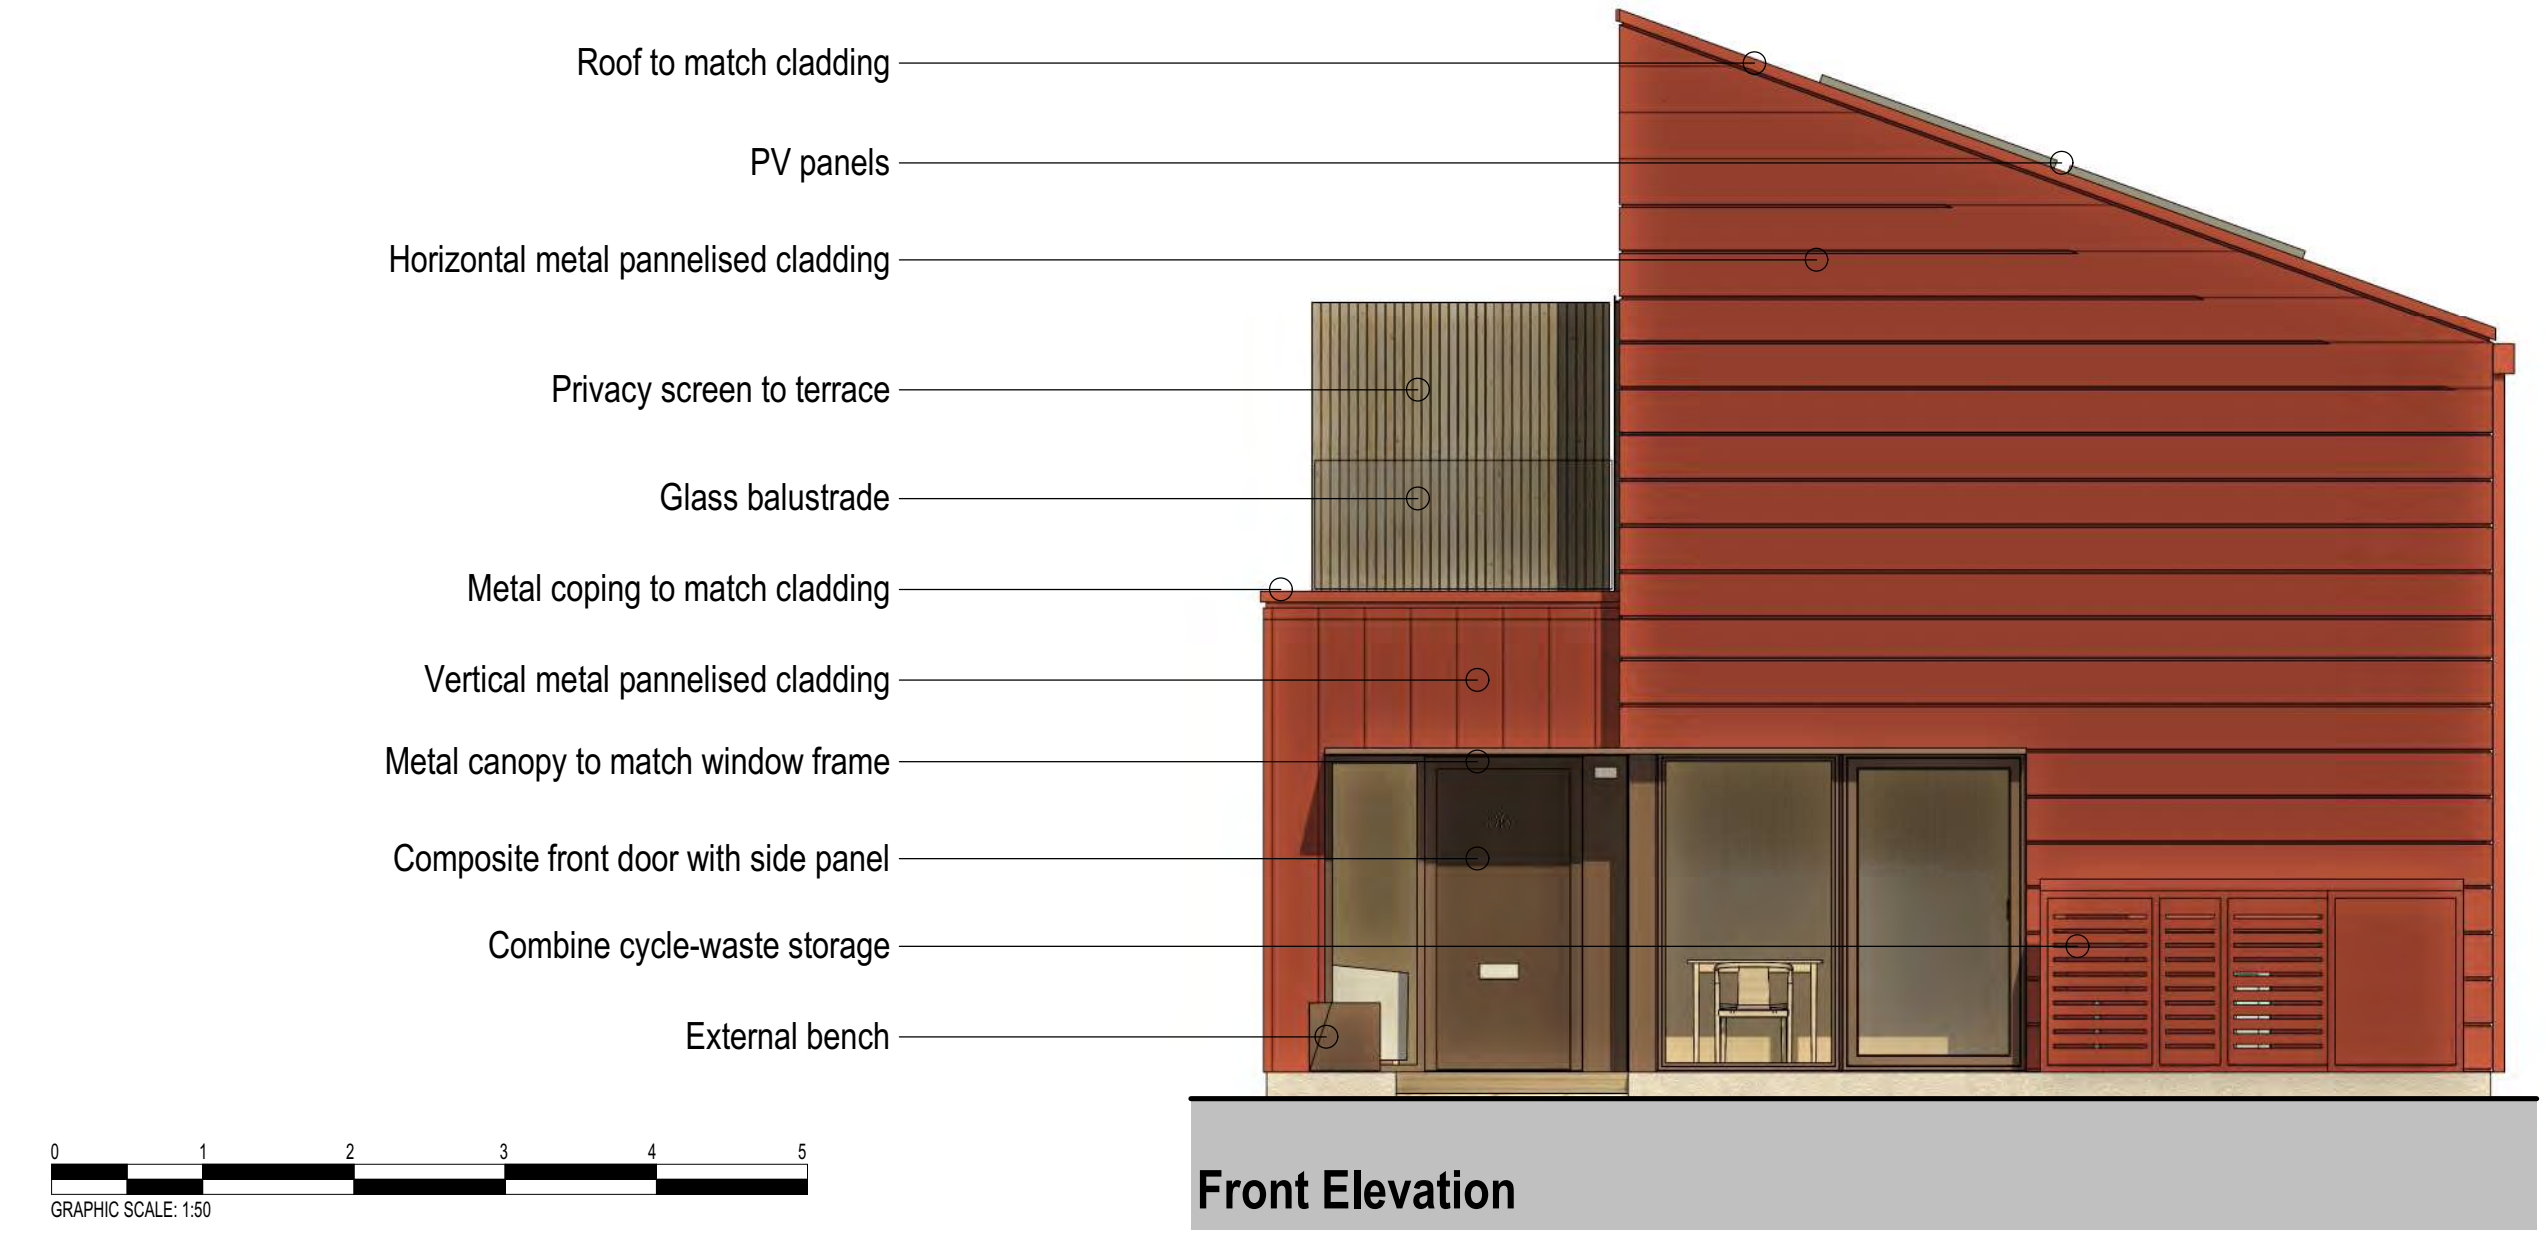 Roof to match cladding
PV panels
Horizontal metal pannelised cladding
Privacy screen to terrace
Glass balustrade
Metal coping to match cladding
Vertical metal pannelised cladding
Metal canopy to match window frame
Composite front door with side panel
Combine cycle-waste storage
External bench
0 1 2 3 4 5
GRAPHIC SCALE: 1:50
Front Elevation